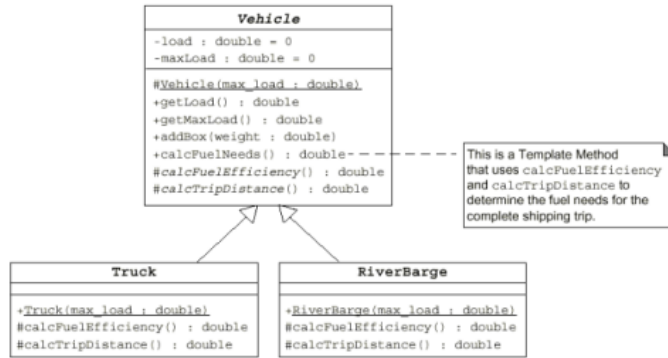 Vehicle
-load : double = 0
-maxLoad : double = 0
#Vehicle(max_load : double)
+getLoad() : double
+getMaxLoad() : double
+addBox(weight : double)
+calcFuelNeeds() : double
#calcFuelEfficiency() : double
#calcTripDistance() : double
This is a Template Method
that uses calcFuelEfficiency
and calcTripDistance to
determine the fuel needs for the
complete shipping trip.
Truck
+Truck(max_load : double)
#calcFuelEfficiency() : double
#calcTripDistance() : double
RiverBarge
+RiverBarge(max_load : double)
#calcFuelEfficiency() : double
#calcTripDistance() : double